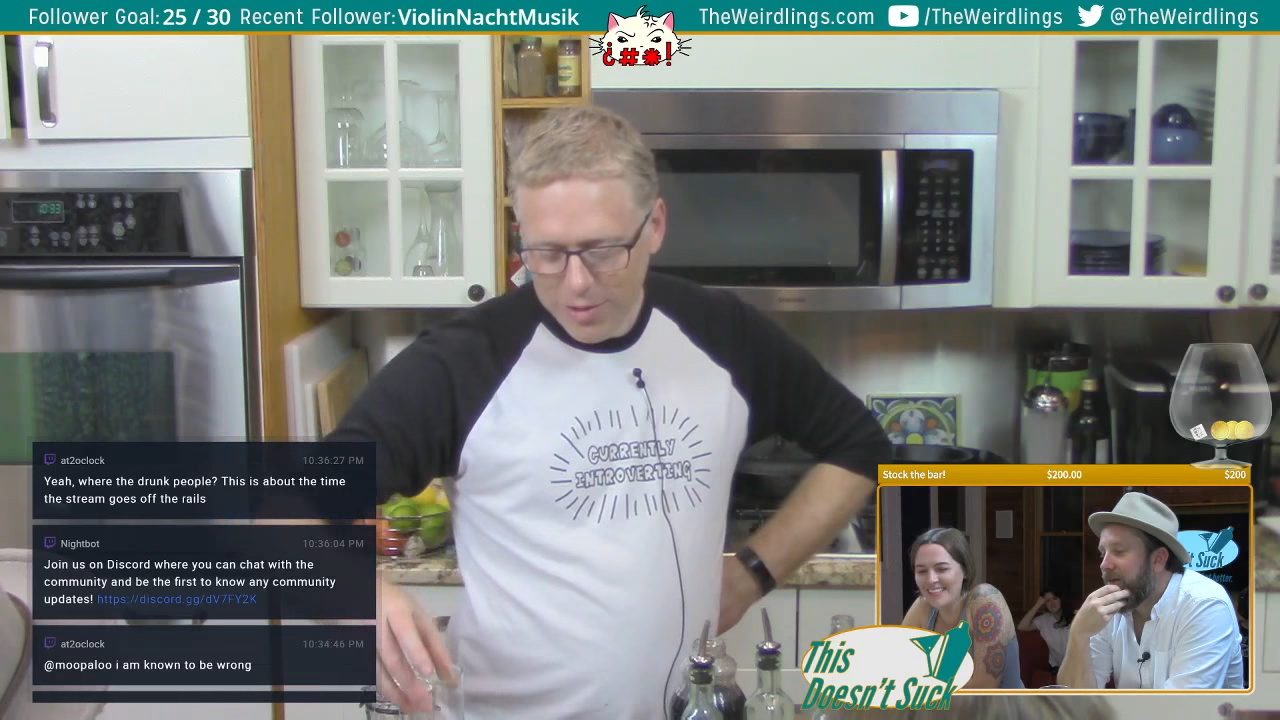 Follower Goal: 25 / 30 Recent Follower: ViolinNachtMusik
TheWeirdlings.com /TheWeirdlings @TheWeirdlings
¿#*!
10:33
CURRENTLY
INTROVERTING
at2oclock 10:36:27 PM
Yeah, where the drunk people? This is about the time
the stream goes off the rails
Nightbot 10:36:04 PM
Join us on Discord where you can chat with the
community and be the first to know any community
updates! https://discord.gg/dV7FY2K
at2oclock 10:34:46 PM
@moopaloo i am known to be wrong
Stock the bar! $200.00 $200
This
Doesn't Suck